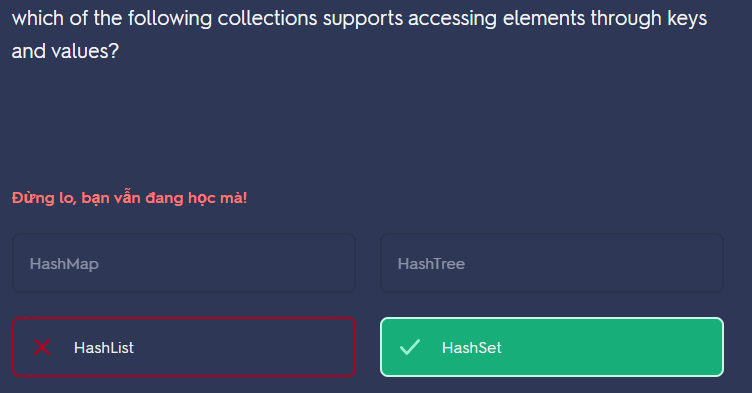 which of the following collections supports accessing elements through keys
and values?
Đừng lo, bạn vẫn đang học mà!
HashMap
HashTree
HashList
HashSet